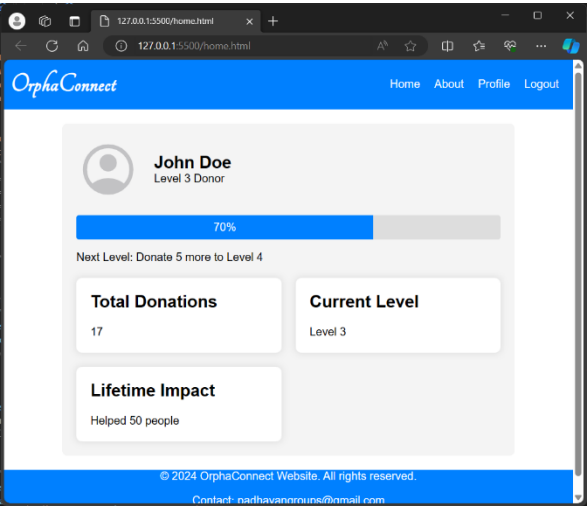 127.0.0.1:5500/home.html
127.0.0.1:5500/home.html
OrphaConnect
Home About Profile Logout
John Doe
Level 3 Donor
70%
Next Level: Donate 5 more to Level 4
Total Donations
17
Current Level
Level 3
Lifetime Impact
Helped 50 people
© 2024 OrphaConnect Website. All rights reserved.
Contact: padhayangroups@gmail.com